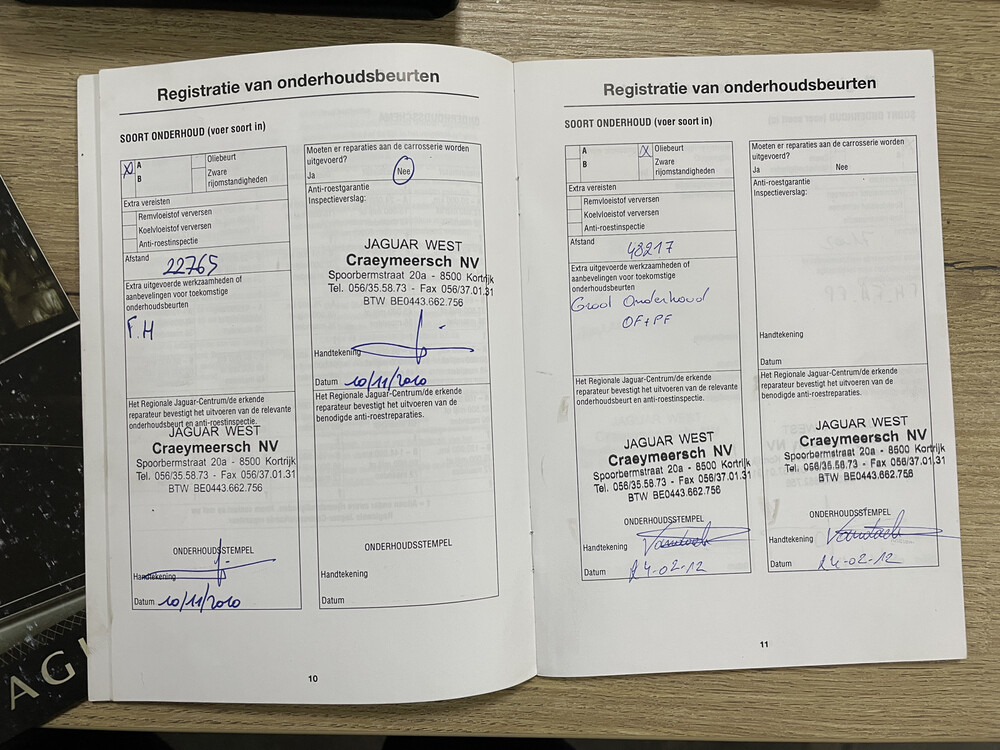 Registratie van onderhoudsbeurten
SOORT ONDERHOUD (voer soort in)
X A
B
Oliebeurt
Zware
rijomstandigheden
Extra vereisten
Remvloeistof verversen
Koelvloeistof verversen
Anti-roestinspectie
Afstand
22765
Extra uitgevoerde werkzaamheden of
aanbevelingen voor toekomstige
onderhoudsbeurten
F.H
Het Regionale Jaguar-Centrum/de erkende
reparateur bevestigt het uitvoeren van de relevante
onderhoudsbeurt en anti-roestinspectie.
JAGUAR WEST
Craeymeersch NV
Spoorbermstraat 20a - 8500 Kortrijk
Tel. 056/35.58.73 - Fax 056/37.01.31
BTW BE0443.662.756
ONDERHOUDSSTEMPEL
Handtekening
Datum 10/11/2010
Moeten er reparaties aan de carrosserie worden
uitgevoerd?
Ja Nee
Anti-roestgarantie
Inspectieverslag:
JAGUAR WEST
Craeymeersch NV
Spoorbermstraat 20a - 8500 Kortrijk
Tel. 056/35.58.73 - Fax 056/37.01.31
BTW BE0443.662.756
Handtekening
Datum 10/11/2010
Het Regionale Jaguar-Centrum/de erkende
reparateur bevestigt het uitvoeren van de
benodigde anti-roestreparaties.
ONDERHOUDSSTEMPEL
Handtekening
Datum
10
Registratie van onderhoudsbeurten
SOORT ONDERHOUD (voer soort in)
A
B
X Oliebeurt
Zware
rijomstandigheden
Extra vereisten
Remvloeistof verversen
Koelvloeistof verversen
Anti-roestinspectie
Afstand
48217
Extra uitgevoerde werkzaamheden of
aanbevelingen voor toekomstige
onderhoudsbeurten
Groot Onderhoud
OF+PF
Het Regionale Jaguar-Centrum/de erkende
reparateur bevestigt het uitvoeren van de relevante
onderhoudsbeurt en anti-roestinspectie.
JAGUAR WEST
Craeymeersch NV
Spoorbermstraat 20a - 8500 Kortrijk
Tel. 056/35.58.73 - Fax 056/37.01.31
BTW BE0443.662.756
ONDERHOUDSSTEMPEL
Handtekening
Datum 24-02-12
Moeten er reparaties aan de carrosserie worden
uitgevoerd?
Ja Nee
Anti-roestgarantie
Inspectieverslag:
Handtekening
Datum
Het Regionale Jaguar-Centrum/de erkende
reparateur bevestigt het uitvoeren van de
benodigde anti-roestreparaties.
JAGUAR WEST
Craeymeersch NV
Spoorbermstraat 20a - 8500 Kortrijk
Tel. 056/35.58.73 - Fax 056/37.01.31
BTW BE0443.662.756
ONDERHOUDSSTEMPEL
Handtekening
Datum 24-02-12
11
AGU